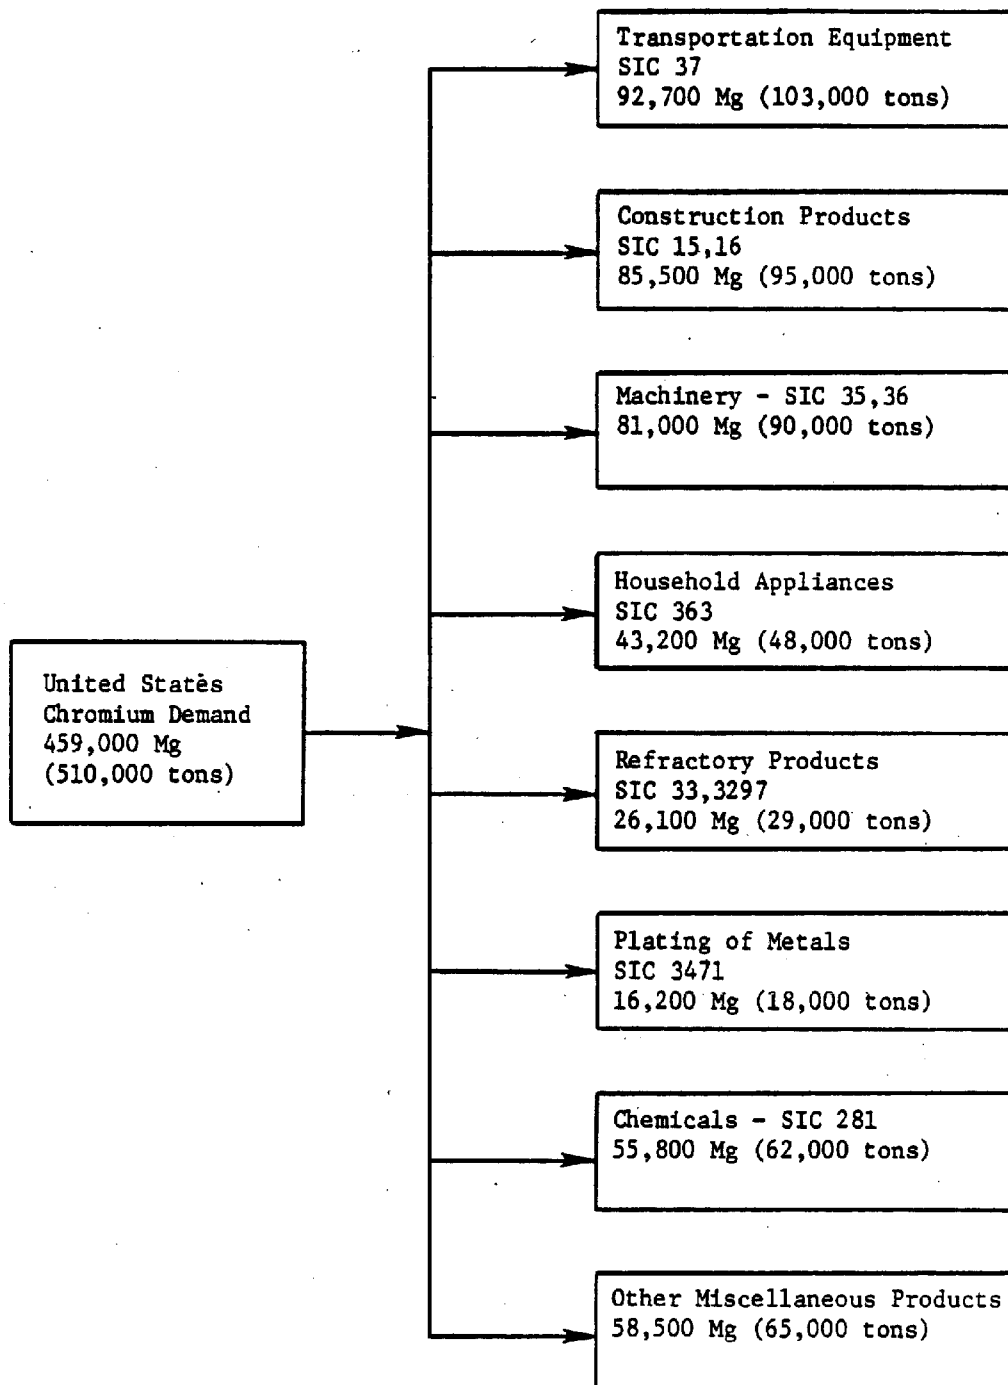 Transportation Equipment
SIC 37
92,700 Mg (103,000 tons)
Construction Products
SIC 15,16
85,500 Mg (95,000 tons)
Machinery - SIC 35,36
81,000 Mg (90,000 tons)
Household Appliances
SIC 363
43,200 Mg (48,000 tons)
United States
Chromium Demand
459,000 Mg
(510,000 tons)
Refractory Products
SIC 33,3297
26,100 Mg (29,000 tons)
Plating of Metals
SIC 3471
16,200 Mg (18,000 tons)
Chemicals - SIC 281
55,800 Mg (62,000 tons)
Other Miscellaneous Products
58,500 Mg (65,000 tons)